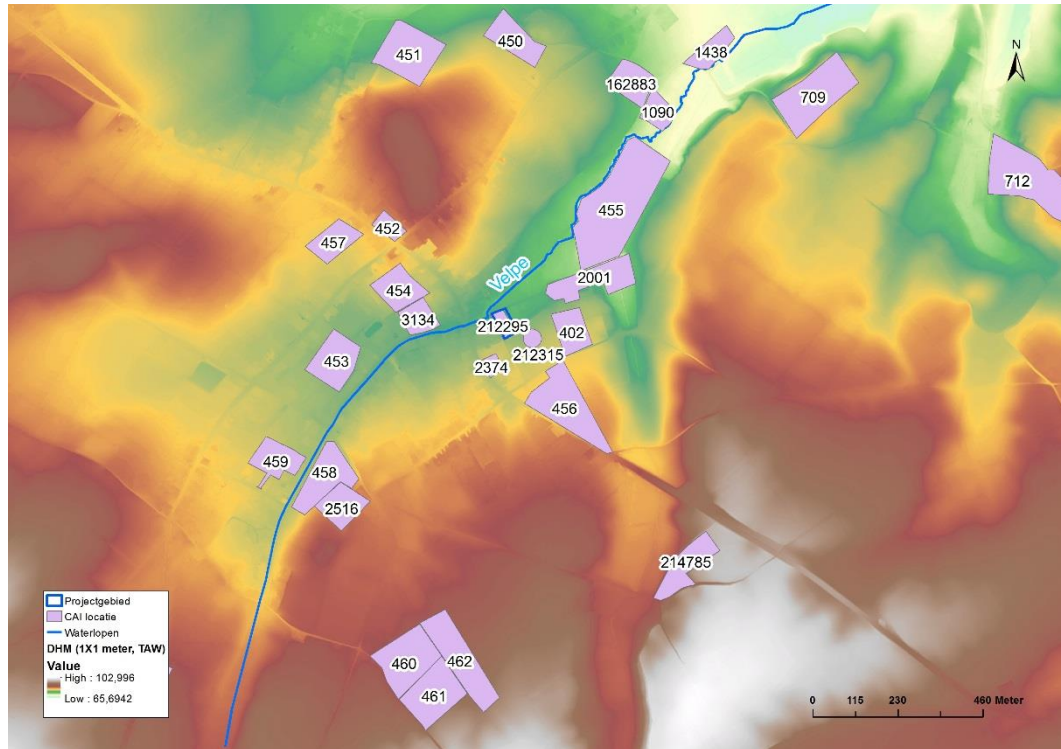 450
451
1438
N
162883
1090
709
712
455
452
457
2001
454
Velpe
3134
212295
402
212315
2374
453
456
459
458
2516
214785
460
462
461
Projectgebied
CAI locatie
Waterlopen
DHM (1X1 meter, TAW)
Value
High : 102,996
Low : 65,6942
0 115 230 460 Meter